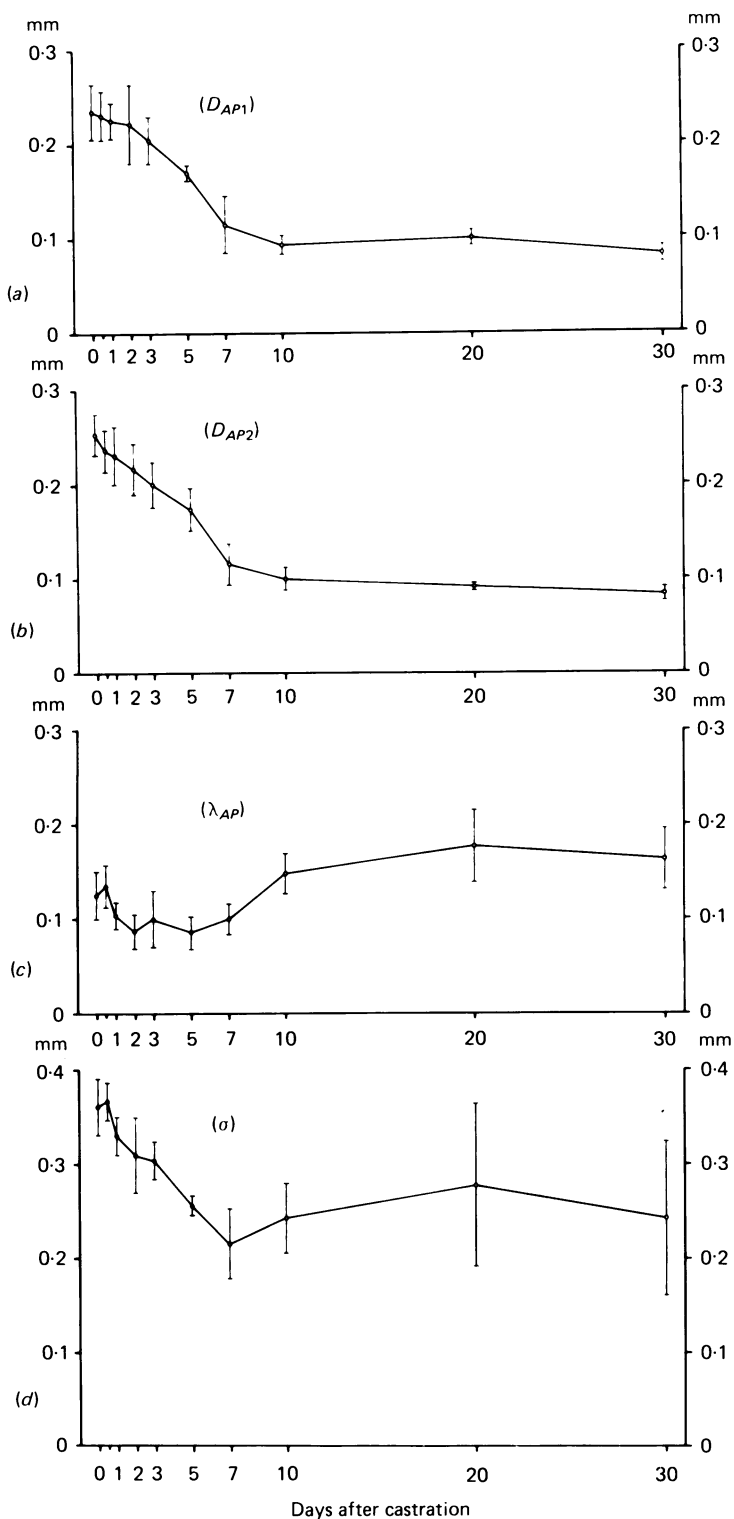 mm mm
0·3 0·3
(D_AP1)
0·2 0·2
0·1 0·1
(a)
0 0
0 1 2 3 5 7 10 20 30
mm mm
0·3 0·3
(D_AP2)
0·2 0·2
0·1 0·1
(b)
0 0
0 1 2 3 5 7 10 20 30
mm mm
0·3 0·3
(λ_AP)
0·2 0·2
0·1 0·1
(c)
0 0
0 1 2 3 5 7 10 20 30
mm mm
0·4 0·4
(σ)
0·3 0·3
0·2 0·2
0·1 0·1
(d)
0 0
0 1 2 3 5 7 10 20 30
Days after castration